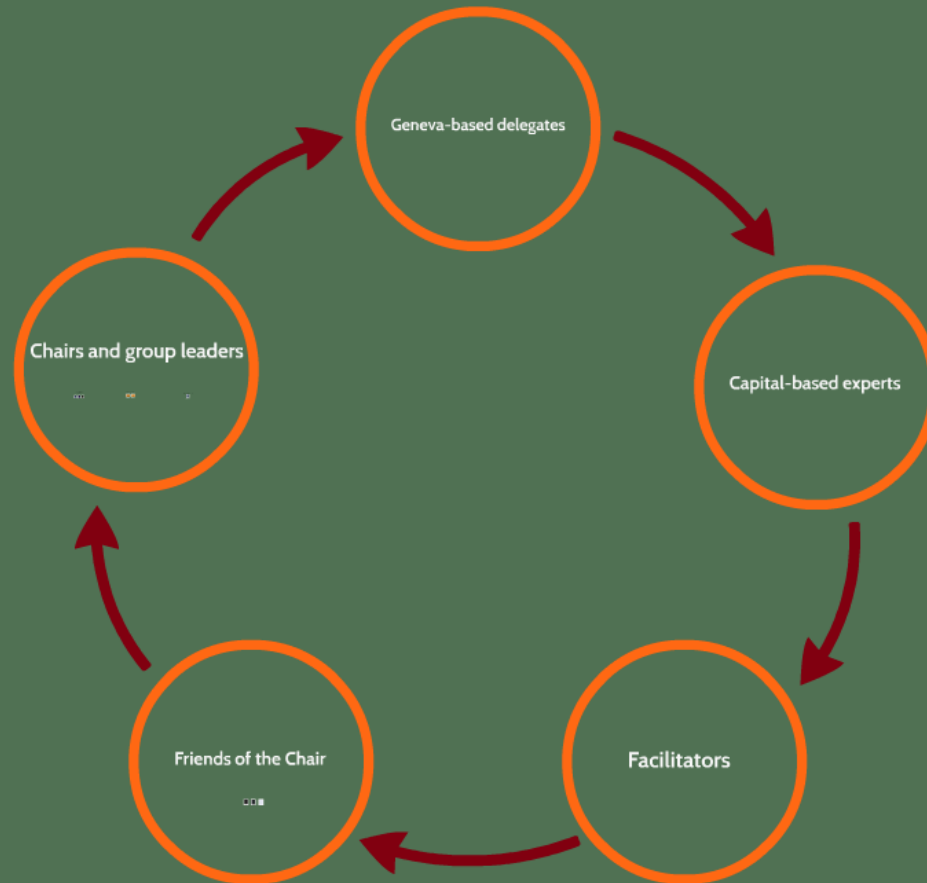 Geneva-based delegates
Capital-based experts
Facilitators
Friends of the Chair
Chairs and group leaders